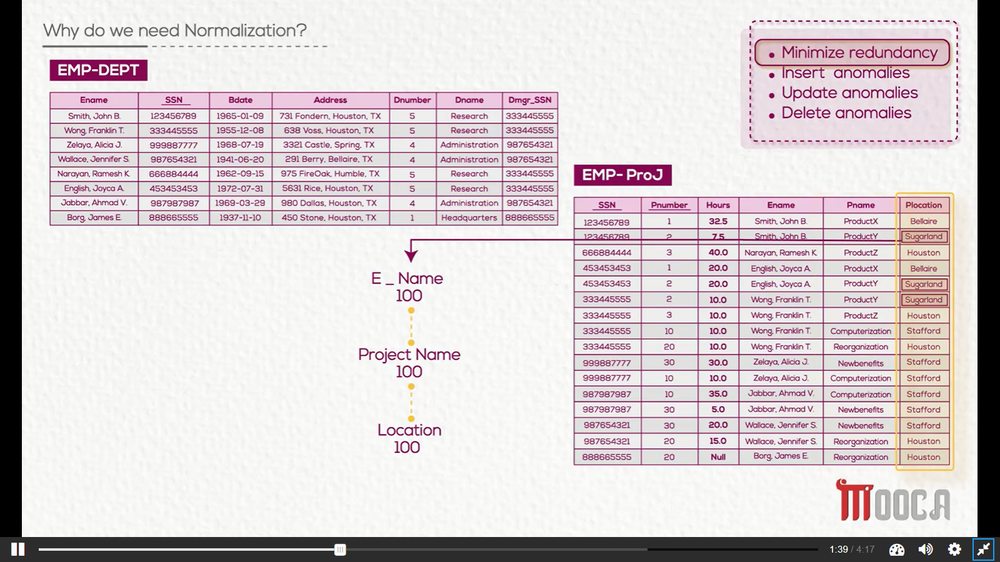 Why do we need Normalization?
• Minimize redundancy
• Insert anomalies
• Update anomalies
• Delete anomalies
EMP-DEPT
Ename SSN Bdate Address Dnumber Dname Dmgr_SSN
Smith, John B. 123456789 1965-01-09 731 Fondern, Houston, TX 5 Research 333445555
Wong, Franklin T. 333445555 1955-12-08 638 Voss, Houston, TX 5 Research 333445555
Zelaya, Alicia J. 999887777 1968-07-19 3321 Castle, Spring, TX 4 Administration 987654321
Wallace, Jennifer S. 987654321 1941-06-20 291 Berry, Bellaire, TX 4 Administration 987654321
Narayan, Ramesh K. 666884444 1962-09-15 975 FireOak, Humble, TX 5 Research 333445555
English, Joyca A. 453453453 1972-07-31 5631 Rice, Houston, TX 5 Research 333445555
Jabbar, Ahmad V. 987987987 1969-03-29 980 Dallas, Houston, TX 4 Administration 987654321
Borg, James E. 888665555 1937-11-10 450 Stone, Houston, TX 1 Headquarters 888665555
EMP- ProJ
SSN Pnumber Hours Ename Pname Plocation
123456789 1 32.5 Smith, John B. ProductX Bellaire
123456789 2 7.5 Smith, John B. ProductY Sugarland
666884444 3 40.0 Narayan, Ramesh K. ProductZ Houston
453453453 1 20.0 English, Joyca A. ProductX Bellaire
453453453 2 20.0 English, Joyca A. ProductY Sugarland
333445555 2 10.0 Wong, Franklin T. ProductY Sugarland
333445555 3 10.0 Wong, Franklin T. ProductZ Houston
333445555 10 10.0 Wong, Franklin T. Computerization Stafford
333445555 20 10.0 Wong, Franklin T. Reorganization Houston
999887777 30 30.0 Zelaya, Alicia J. Newbenefits Stafford
999887777 10 10.0 Zelaya, Alicia J. Computerization Stafford
987987987 10 35.0 Jabbar, Ahmad V. Computerization Stafford
987987987 30 5.0 Jabbar, Ahmad V. Newbenefits Stafford
987654321 30 20.0 Wallace, Jennifer S. Newbenefits Stafford
987654321 20 15.0 Wallace, Jennifer S. Reorganization Houston
888665555 20 Null Borg, James E. Reorganization Houston
E _ Name
100
Project Name
100
Location
100
MOOCA
1:39 / 4:17